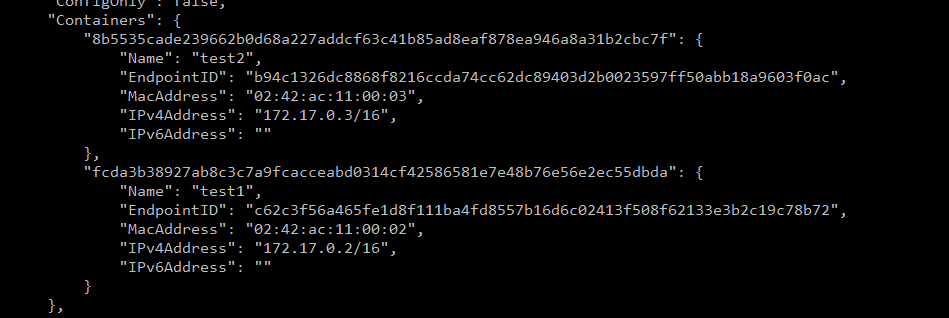 "ConfigOnly": false,
"Containers": {
"8b5535cade239662b0d68a227addcf63c41b85ad8eaf878ea946a8a31b2cbc7f": {
"Name": "test2",
"EndpointID": "b94c1326dc8868f8216ccda74cc62dc89403d2b0023597ff50abb18a9603f0ac",
"MacAddress": "02:42:ac:11:00:03",
"IPv4Address": "172.17.0.3/16",
"IPv6Address": ""
},
"fcda3b38927ab8c3c7a9fcacceabd0314cf42586581e7e48b76e56e2ec55dbda": {
"Name": "test1",
"EndpointID": "c62c3f56a465fe1d8f111ba4fd8557b16d6c02413f508f62133e3b2c19c78b72",
"MacAddress": "02:42:ac:11:00:02",
"IPv4Address": "172.17.0.2/16",
"IPv6Address": ""
}
},